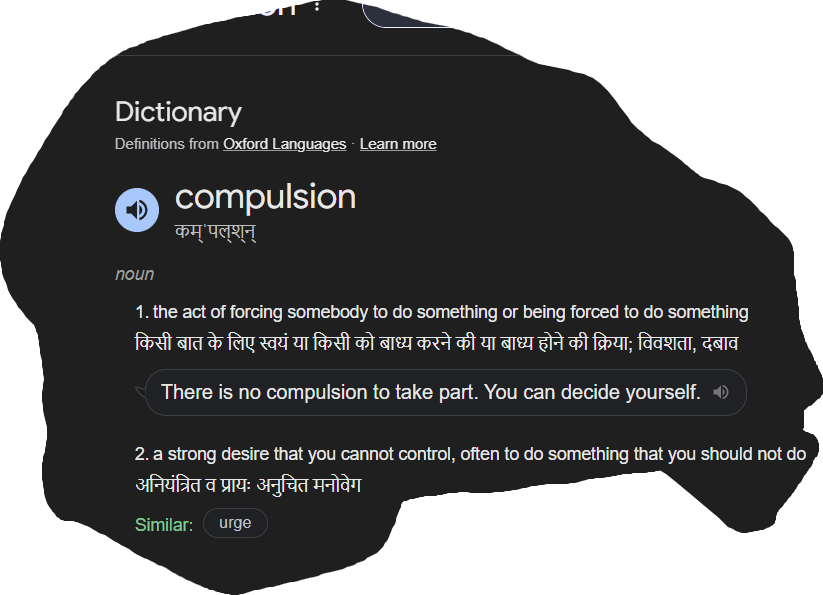 Dictionary
Definitions from Oxford Languages · Learn more
compulsion
कम्ˈपल्श्न्
noun
1. the act of forcing somebody to do something or being forced to do something
किसी बात के लिए स्वयं या किसी को बाध्य करने की या बाध्य होने की क्रिया; विवशता, दबाव
There is no compulsion to take part. You can decide yourself.
2. a strong desire that you cannot control, often to do something that you should not do
अनियंत्रित व प्रायः अनुचित मनोवेग
Similar: urge